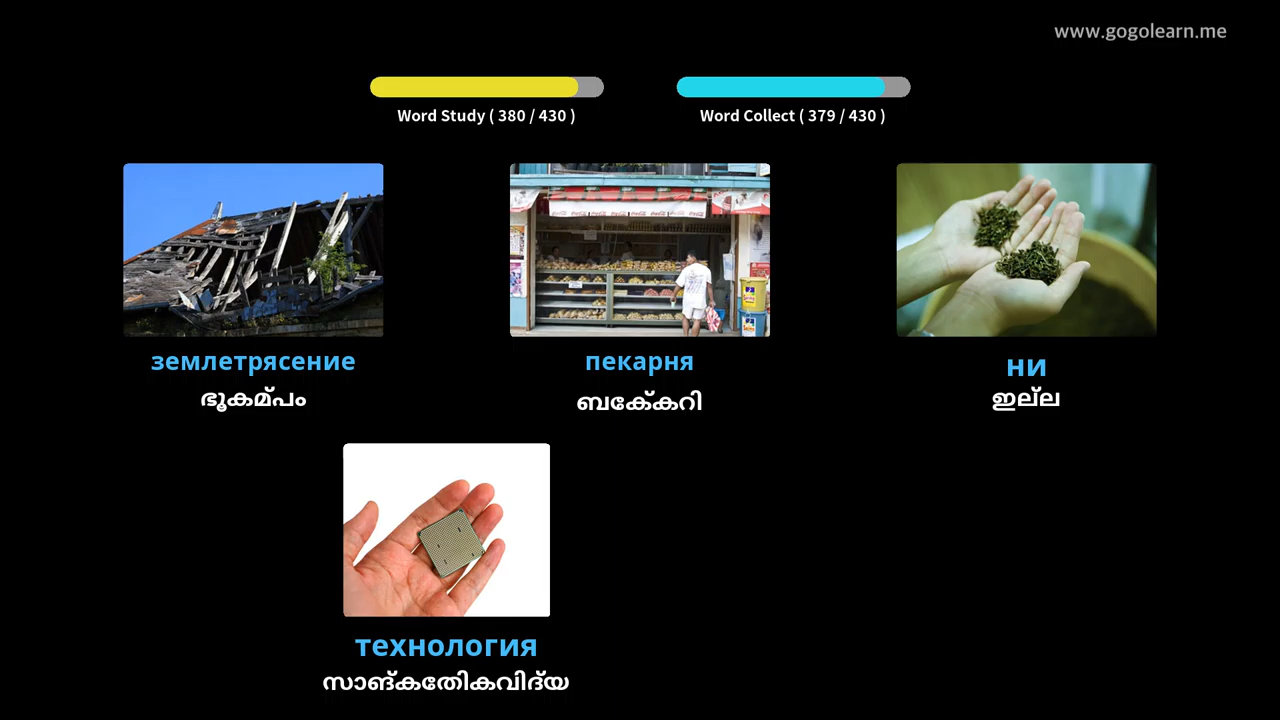 www.gogolearn.me
Word Study ( 380 / 430 )
Word Collect ( 379 / 430 )
землетрясение
ഭൂകമ്പം
пекарня
ബക്കേറി
ни
ഇല്ല
технология
സാങ്കേതികവിദ്യ